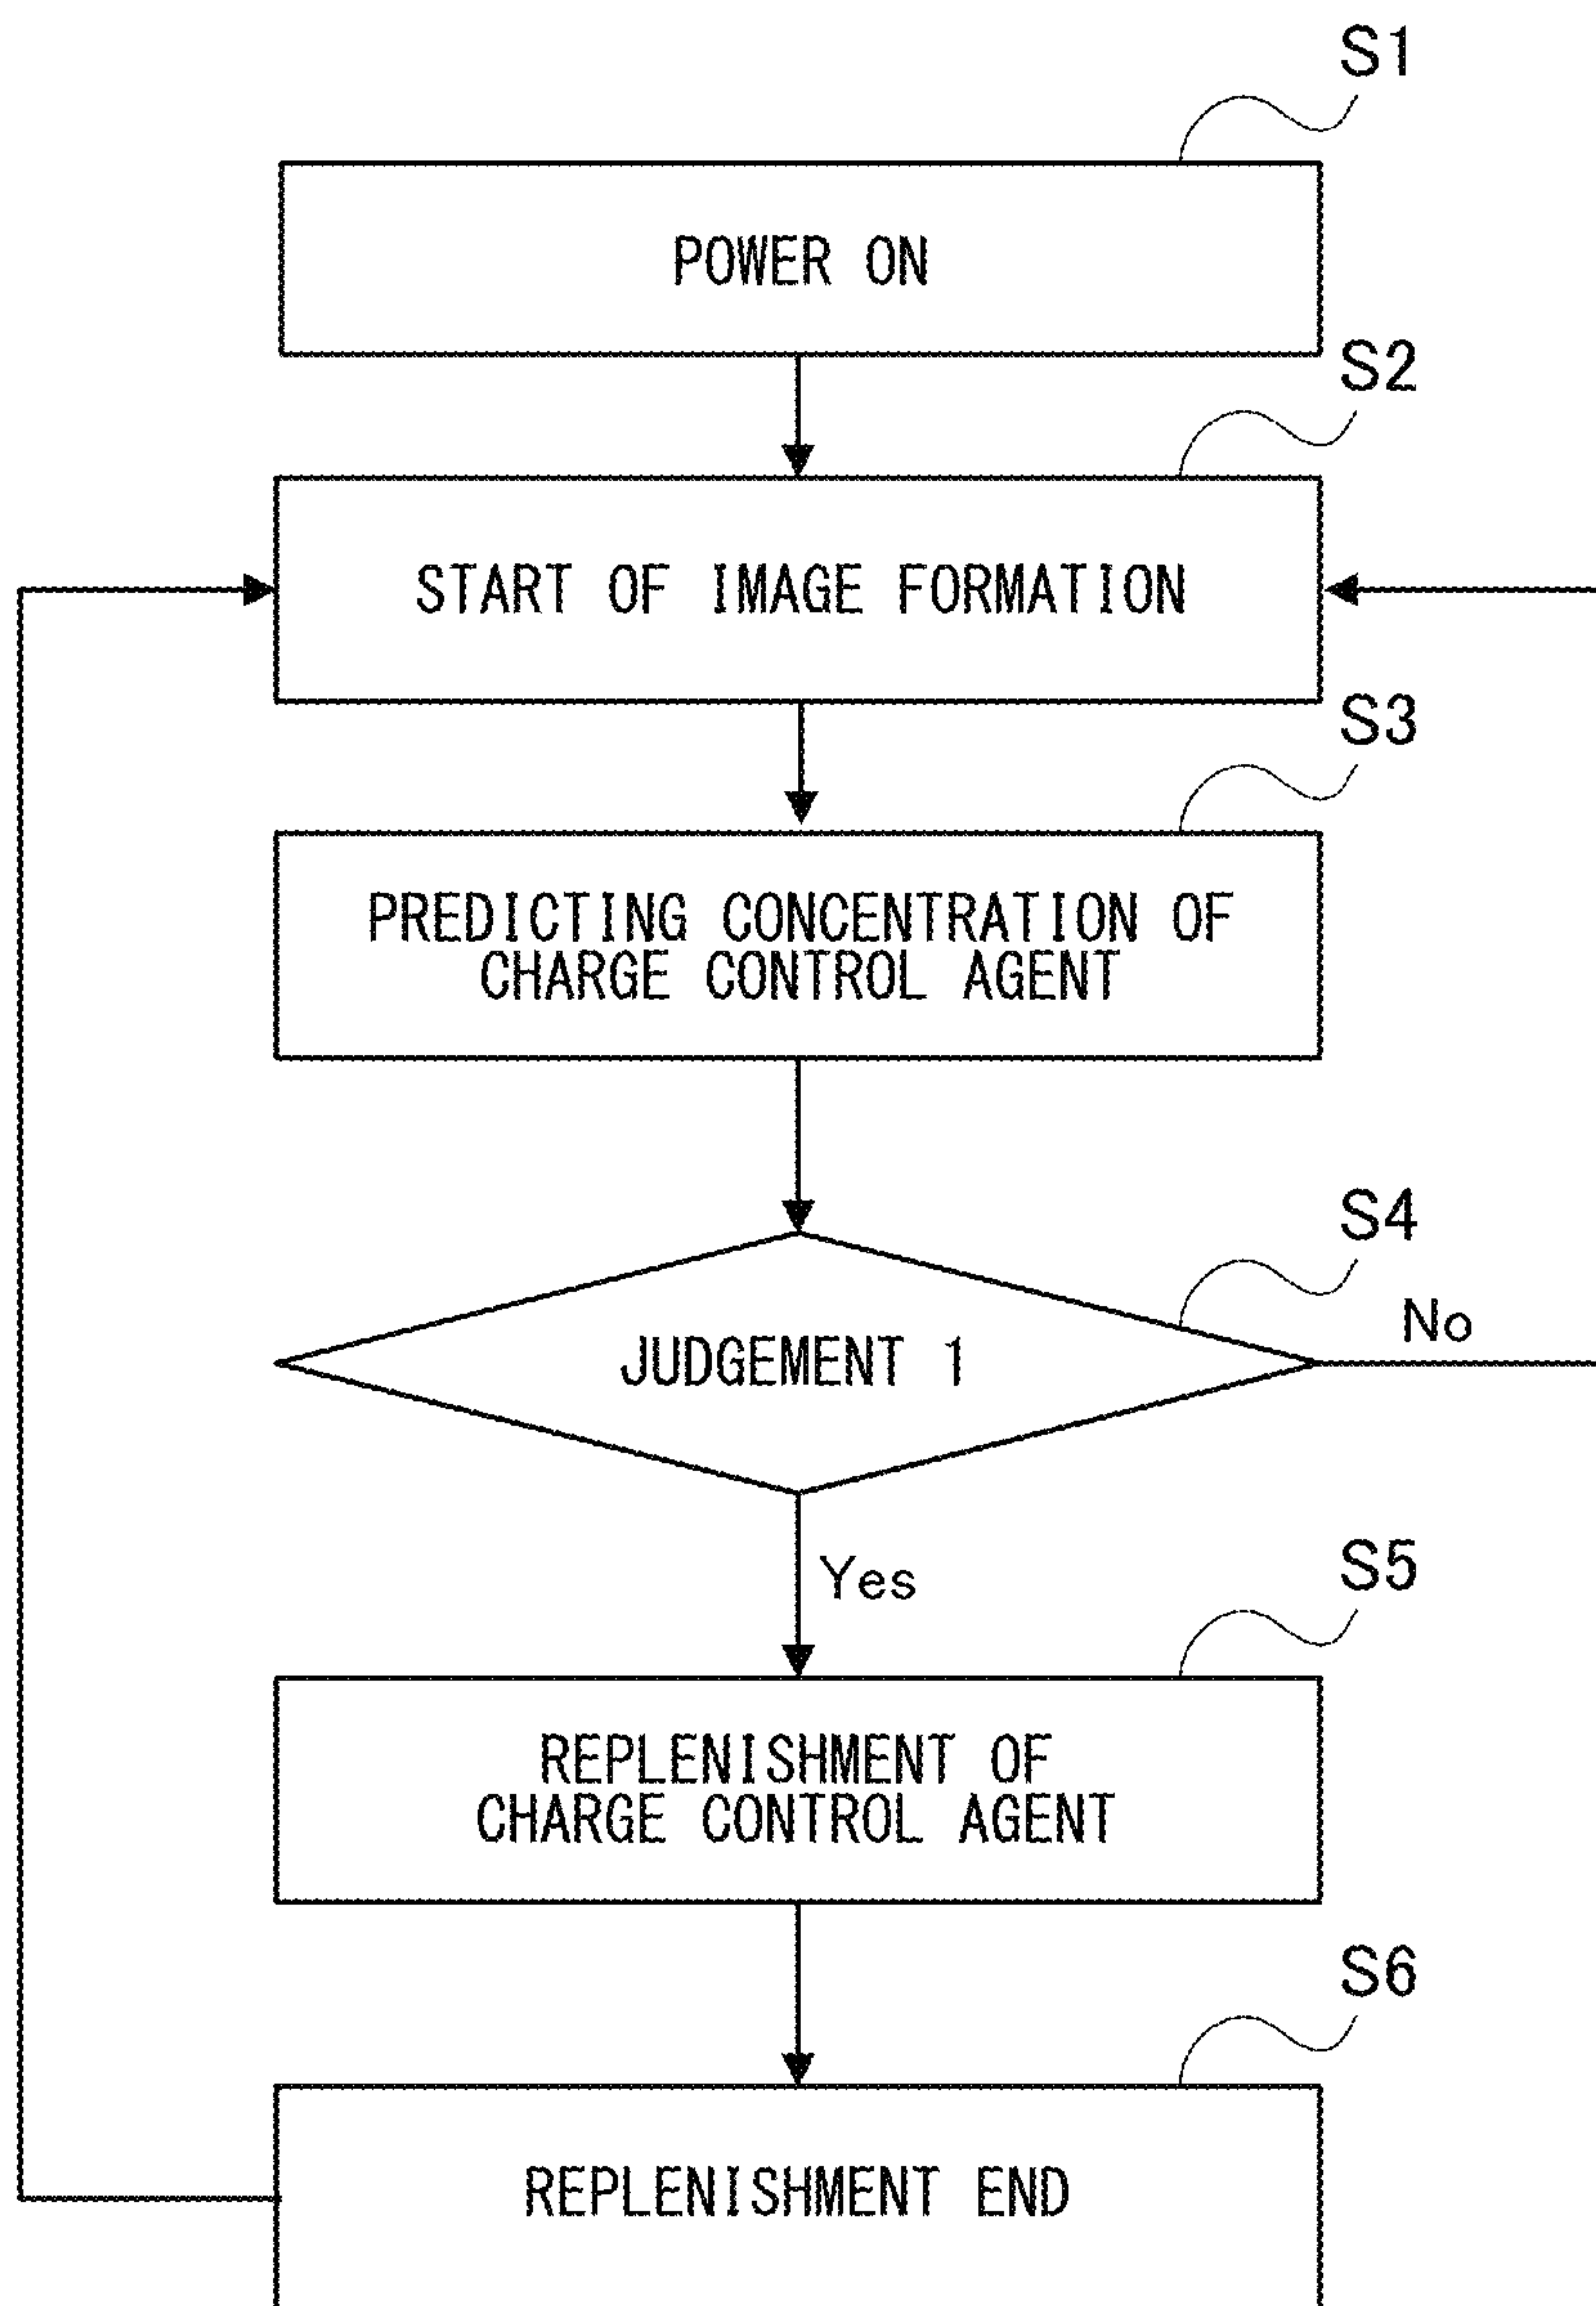 S1
POWER ON
S2
START OF IMAGE FORMATION
S3
PREDICTING CONCENTRATION OF
CHARGE CONTROL AGENT
S4
No
JUDGEMENT 1
Yes
S5
REPLENISHMENT OF
CHARGE CONTROL AGENT
S6
REPLENISHMENT END